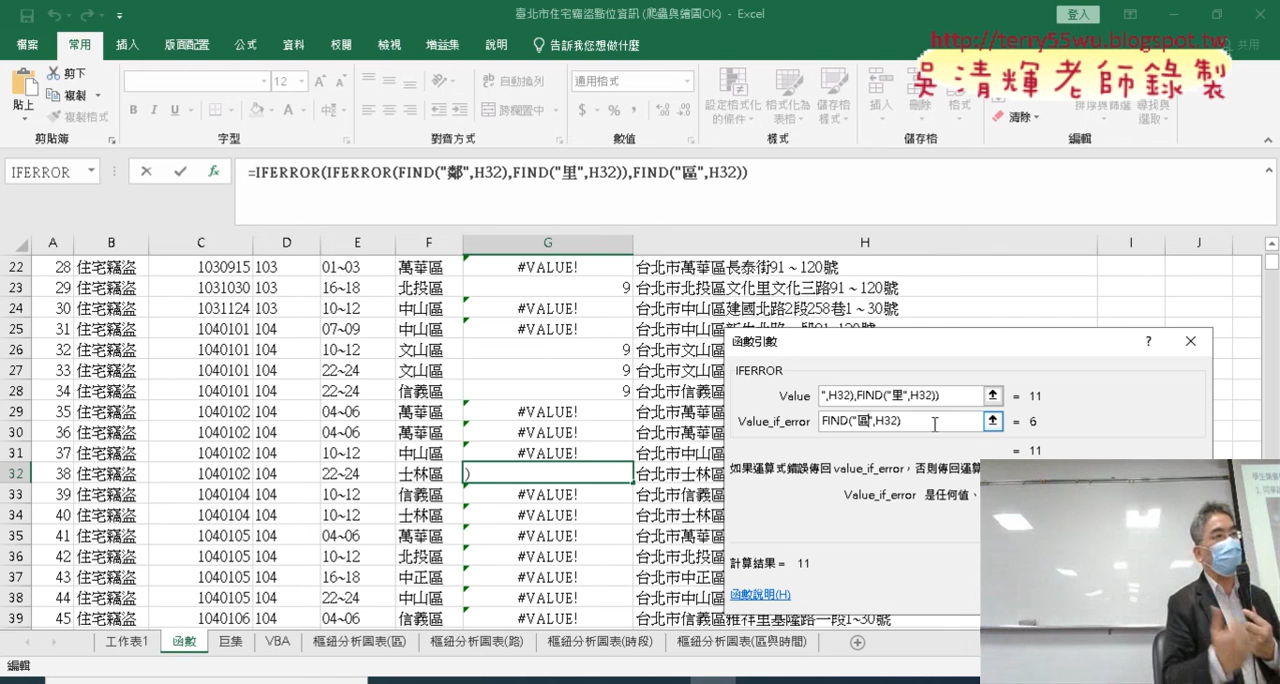 臺北市住宅竊盜點位資訊 (爬蟲與繪圖OK) - Excel
登入
http://terry55wu.blogspot.tw
吳清輝老師錄製
檔案 常用 插入 版面配置 公式 資料 校閱 檢視 增益集 說明 告訴我您想做什麼 共用
貼上 剪下 複製 複製格式 剪貼簿
12 B I U A 中 字型
自動換列 跨欄置中 對齊方式
通用格式 $ % 數值
設定格式化的條件 格式化為表格 儲存格樣式 樣式
插入 刪除 格式 儲存格
清除 排序與篩選 尋找與選取 編輯
IFERROR fx =IFERROR(IFERROR(FIND("鄰",H32),FIND("里",H32)),FIND("區",H32))
A B C D E F G H I J
22 28 住宅竊盜 1030915 103 01~03 萬華區 #VALUE! 台北市萬華區長泰街91～120號
23 29 住宅竊盜 1031030 103 16~18 北投區 9 台北市北投區文化里文化三路91～120號
24 30 住宅竊盜 1031124 103 10~12 中山區 #VALUE! 台北市中山區建國北路2段258巷1～30號
25 31 住宅竊盜 1040101 104 07~09 中山區 #VALUE!
26 32 住宅竊盜 1040101 104 10~12 文山區 9 台北市文山區
27 33 住宅竊盜 1040101 104 22~24 文山區 9 台北市文山區
28 34 住宅竊盜 1040101 104 22~24 信義區 9 台北市信義區
29 35 住宅竊盜 1040102 104 04~06 萬華區 #VALUE! 台北市萬華區
30 36 住宅竊盜 1040102 104 04~06 萬華區 #VALUE! 台北市萬華區
31 37 住宅竊盜 1040102 104 10~12 中山區 #VALUE! 台北市中山區
32 38 住宅竊盜 1040102 104 22~24 士林區 ) 台北市士林區
33 39 住宅竊盜 1040104 104 10~12 信義區 #VALUE! 台北市信義區
34 40 住宅竊盜 1040104 104 10~12 士林區 #VALUE! 台北市士林區
35 41 住宅竊盜 1040105 104 04~06 萬華區 #VALUE! 台北市萬華區
36 42 住宅竊盜 1040105 104 10~12 北投區 #VALUE! 台北市北投區
37 43 住宅竊盜 1040105 104 16~18 中正區 #VALUE! 台北市中正區
38 44 住宅竊盜 1040105 104 22~24 中山區 #VALUE! 台北市中山區
39 45 住宅竊盜 1040106 104 04~06 信義區 #VALUE! 台北市信義區雅祥里基隆路一段1~30號
函數引數 ?
IFERROR
Value ",H32),FIND("里",H32)) = 11
Value_if_error FIND("區",H32) = 6
= 11
如果運算式錯誤傳回 value_if_error，否則傳回運算
Value_if_error 是任何值、
計算結果 = 11
函數說明(H)
工作表1 函數 巨集 VBA 樞紐分析圖表(區) 樞紐分析圖表(路) 樞紐分析圖表(時段) 樞紐分析圖表(區與時間)
編輯